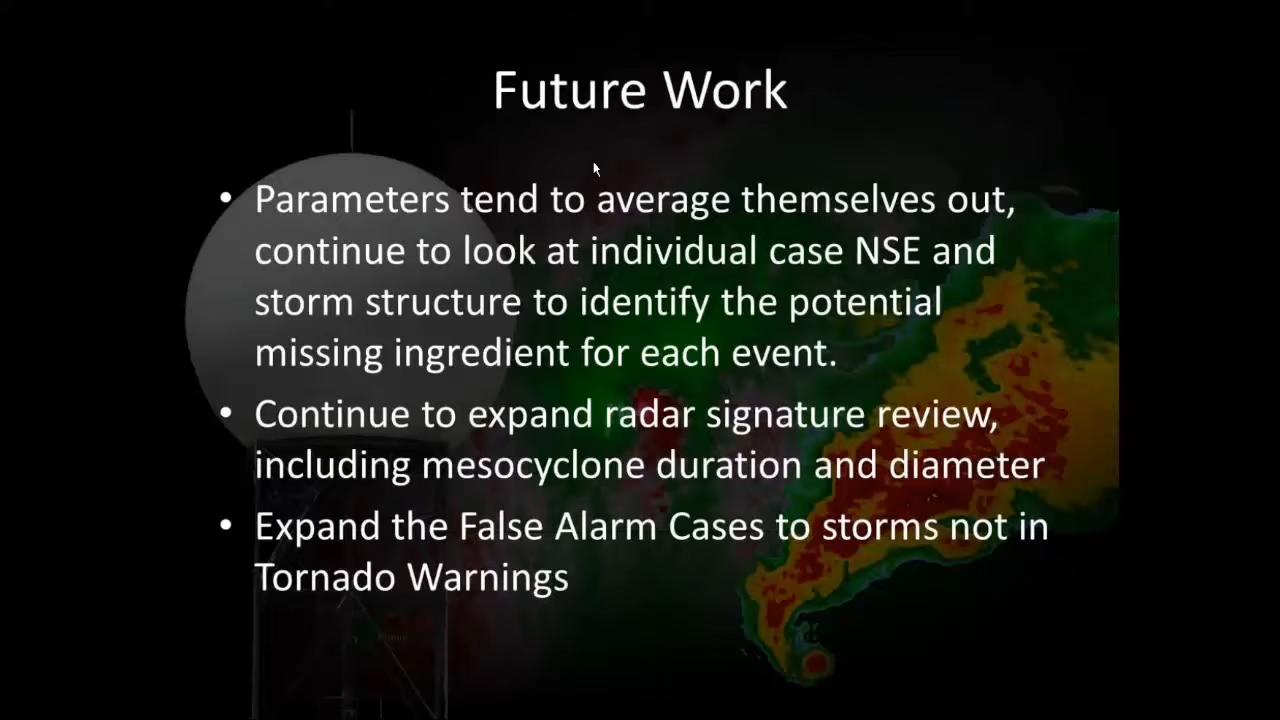 Future Work
• Parameters tend to average themselves out,
continue to look at individual case NSE and
storm structure to identify the potential
missing ingredient for each event.
• Continue to expand radar signature review,
including mesocyclone duration and diameter
• Expand the False Alarm Cases to storms not in
Tornado Warnings